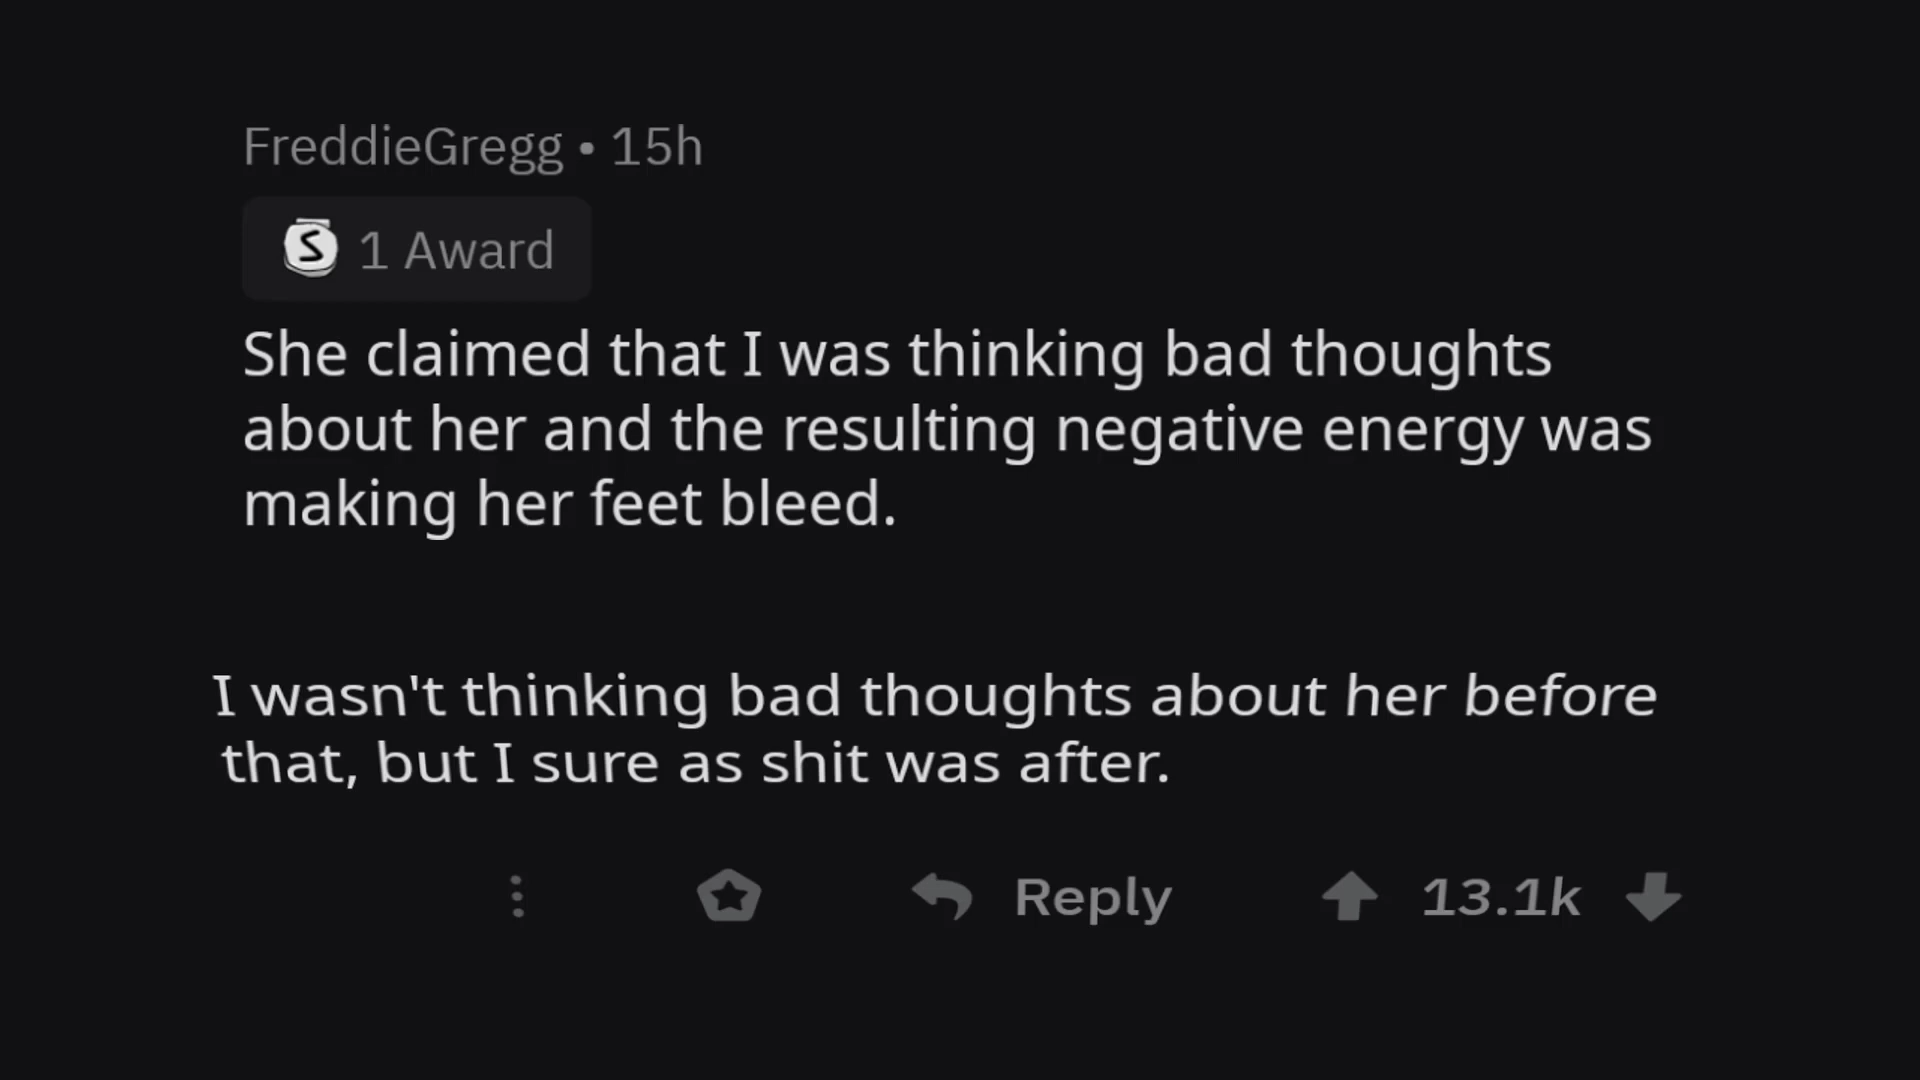 FreddieGregg • 15h
S 1 Award
She claimed that I was thinking bad thoughts
about her and the resulting negative energy was
making her feet bleed.
I wasn't thinking bad thoughts about her before
that, but I sure as shit was after.
Reply 13.1k